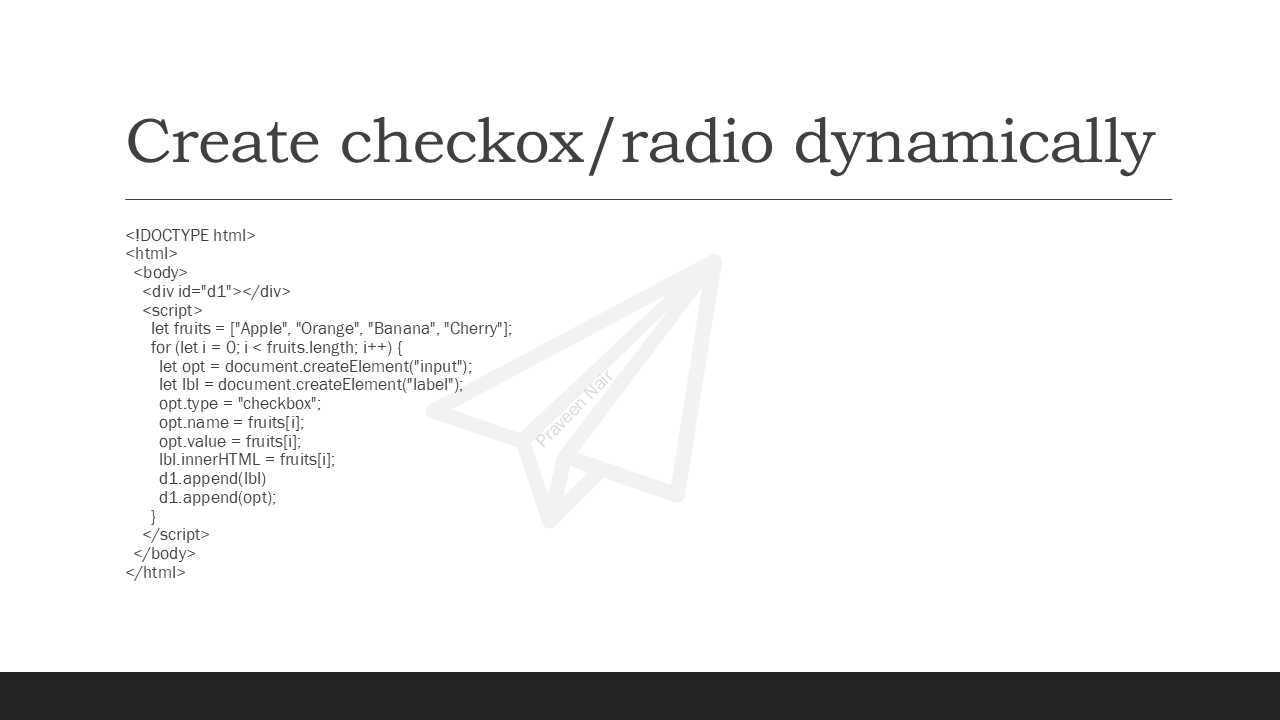 Create checkox/radio dynamically
<!DOCTYPE html>
<html>
  <body>
    <div id="d1"></div>
    <script>
      let fruits = ["Apple", "Orange", "Banana", "Cherry"];
      for (let i = 0; i < fruits.length; i++) {
        let opt = document.createElement("input");
        let lbl = document.createElement("label");
        opt.type = "checkbox";
        opt.name = fruits[i];
        opt.value = fruits[i];
        lbl.innerHTML = fruits[i];
        d1.append(lbl)
        d1.append(opt);
      }
    </script>
  </body>
</html>
Praveen Nair